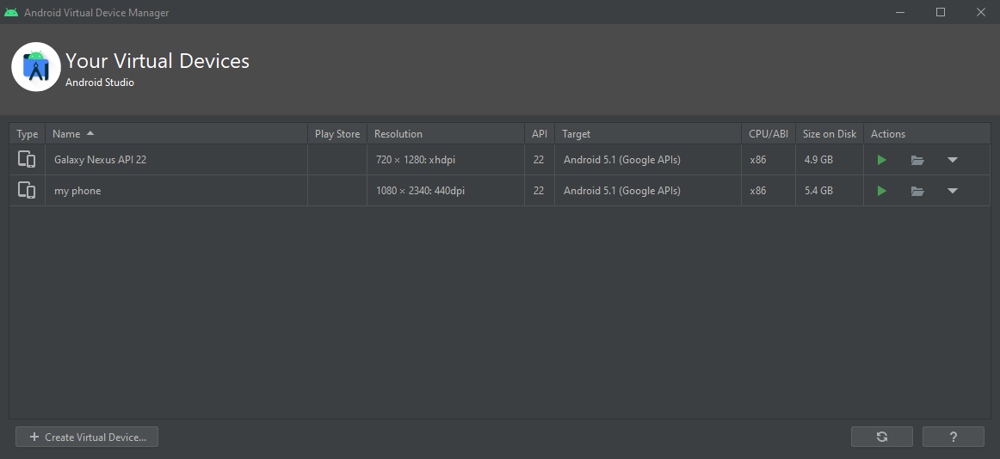 Android Virtual Device Manager
Your Virtual Devices
Android Studio
Type Name Play Store Resolution API Target CPU/ABI Size on Disk Actions
Galaxy Nexus API 22 720 × 1280: xhdpi 22 Android 5.1 (Google APIs) x86 4.9 GB
my phone 1080 × 2340: 440dpi 22 Android 5.1 (Google APIs) x86 5.4 GB
+ Create Virtual Device... ?